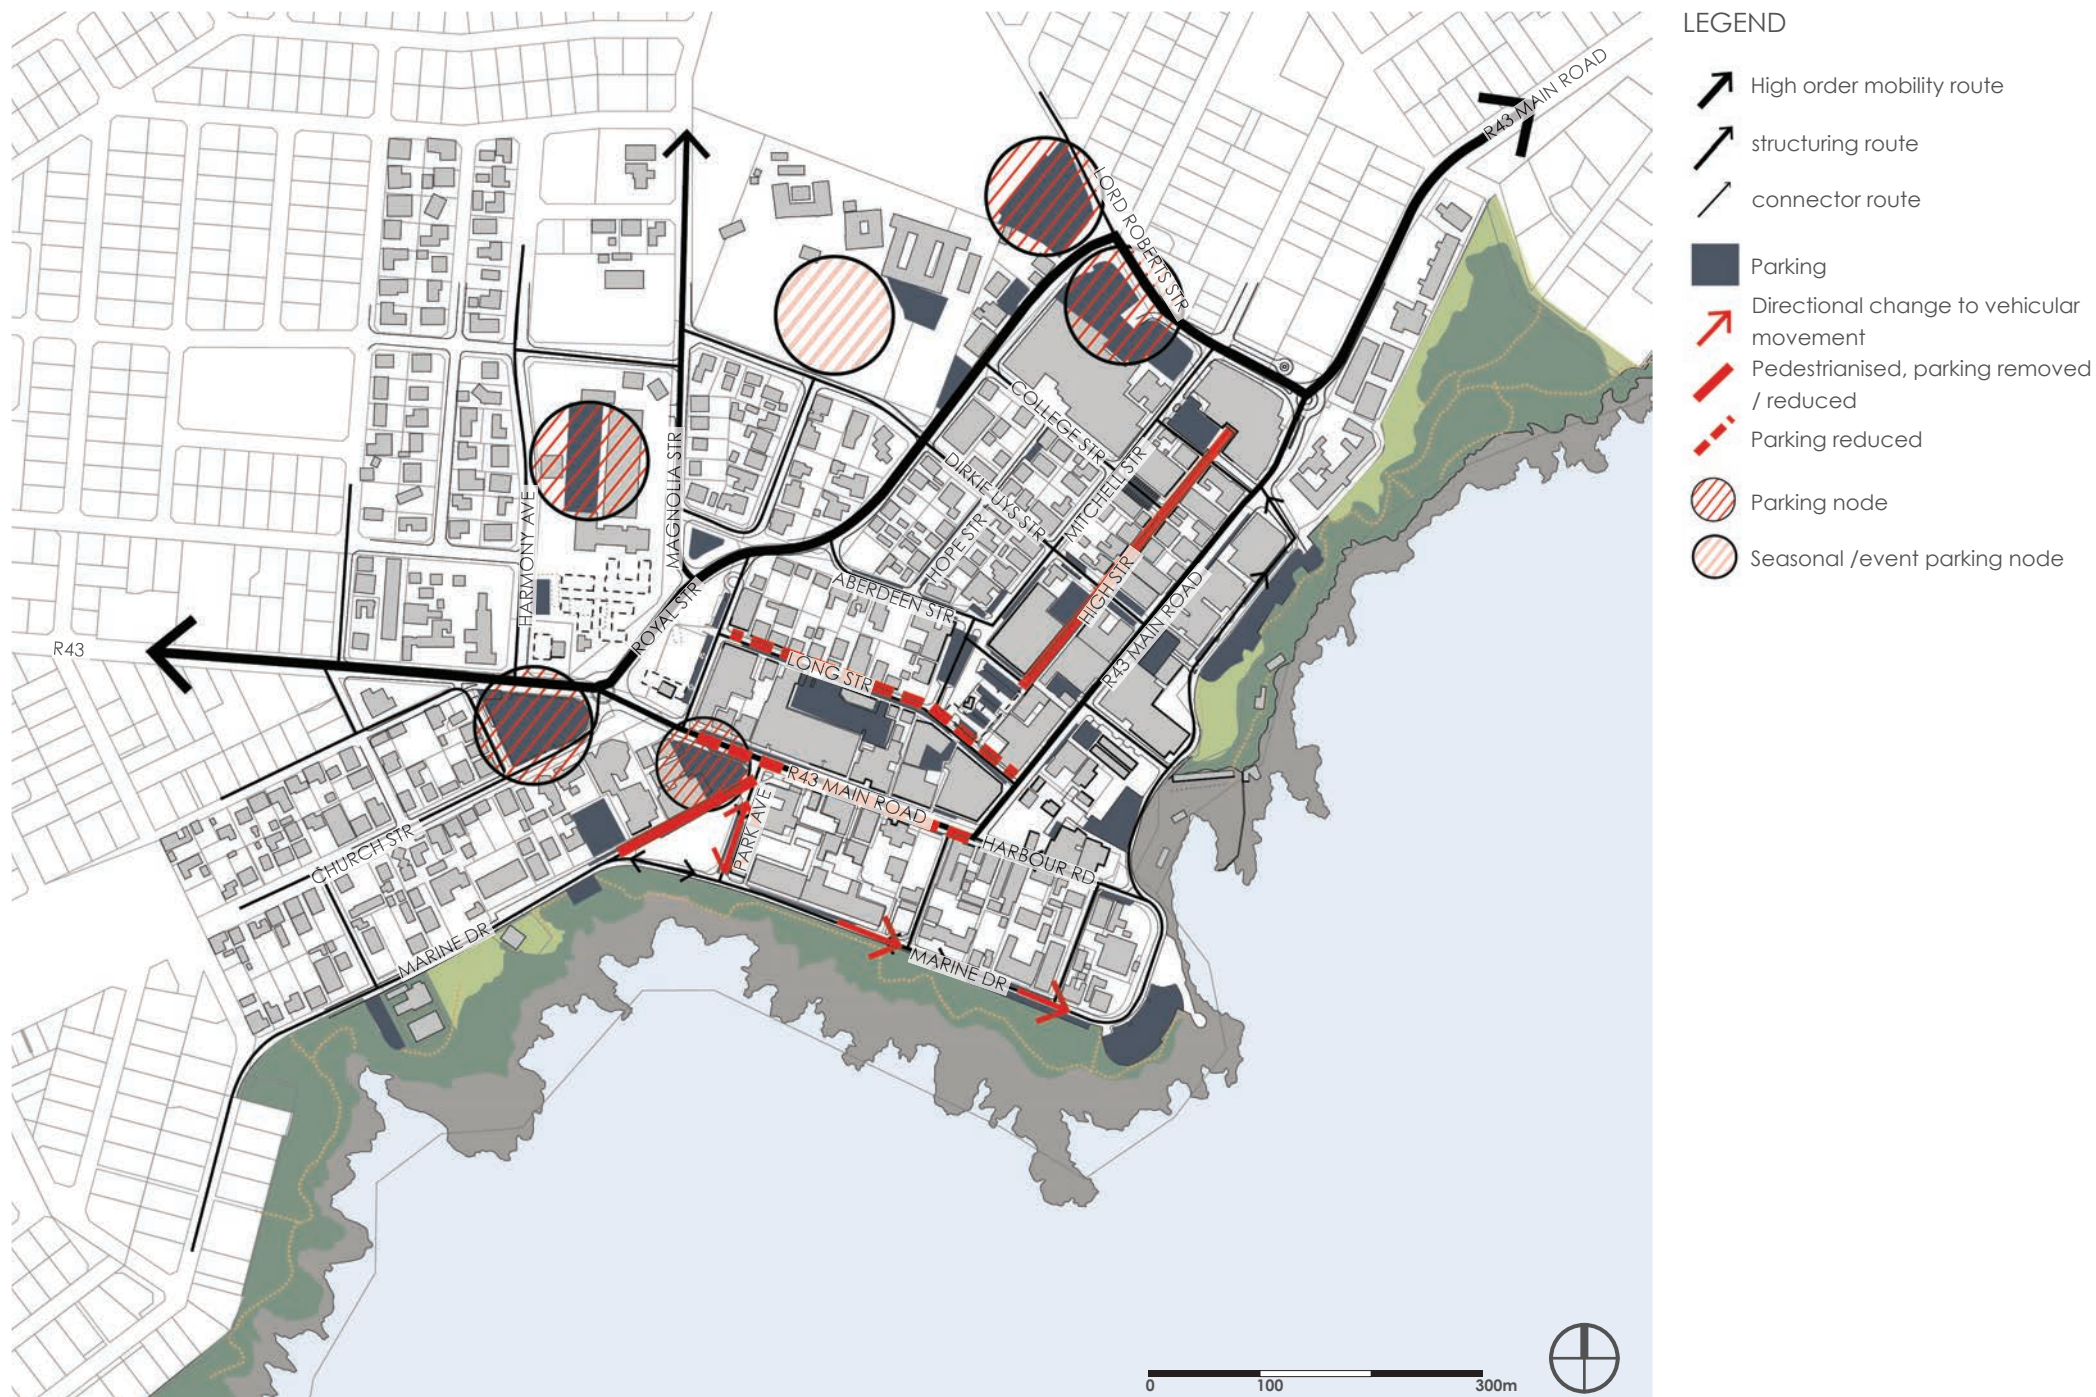 LEGEND
High order mobility route
structuring route
connector route
Parking
Directional change to vehicular
movement
Pedestrianised, parking removed
/ reduced
Parking reduced
Parking node
Seasonal /event parking node
R43 MAIN ROAD
LORD ROBERTS STR
COLLEGE STR
MITCHELL STR
DIRKIE UYS STR
HOPE STR
MAGNOLIA STR
HARMONY AVE
ABERDEEN STR
HIGH STR
R43 MAIN ROAD
ROYAL STR
R43
LONG STR
R43 MAIN ROAD
PARK AVE
HARBOUR RD
CHURCH STR
MARINE DR
MARINE DR
0
100
300m